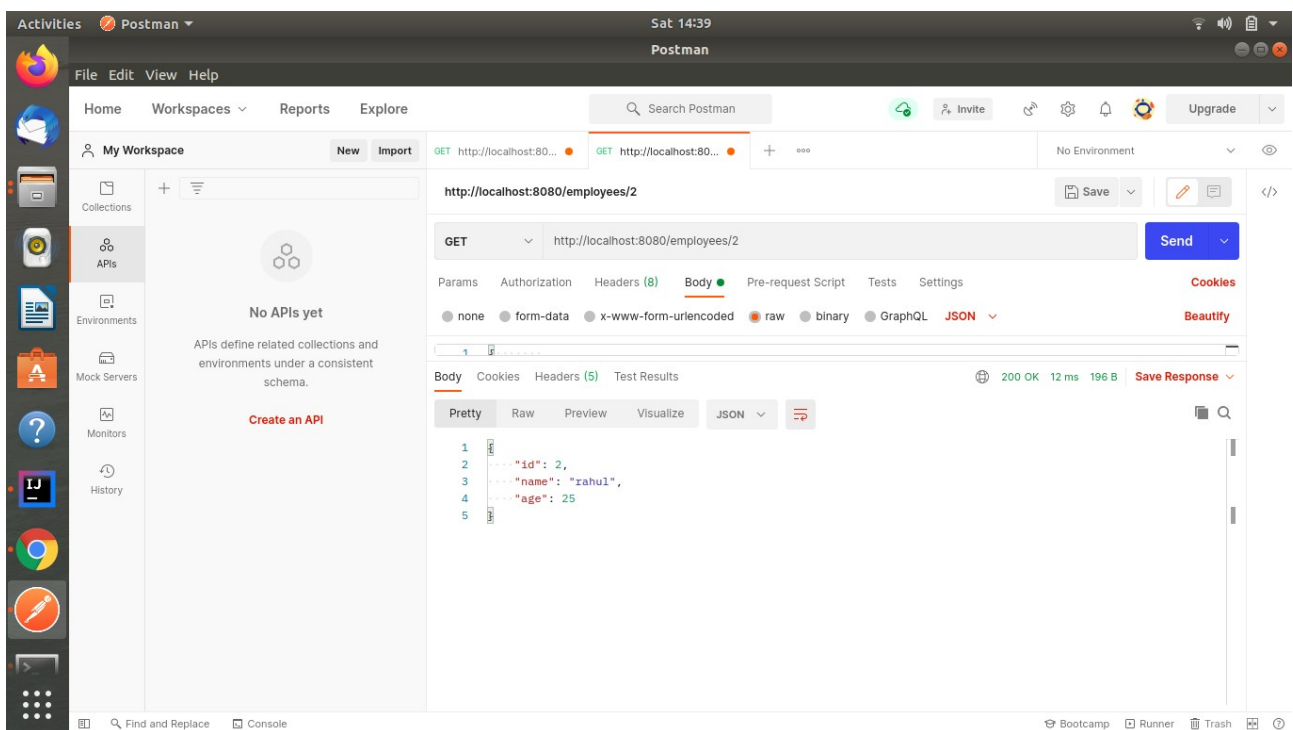 Activities Postman Sat 14:39
Postman
File Edit View Help
Home Workspaces Reports Explore Search Postman Invite Upgrade
My Workspace New Import GET http://localhost:80... GET http://localhost:80... No Environment
Collections
http://localhost:8080/employees/2 Save
APIs
GET http://localhost:8080/employees/2 Send
Params Authorization Headers (8) Body Pre-request Script Tests Settings Cookies
Environments
No APIs yet
none form-data x-www-form-urlencoded raw binary GraphQL JSON Beautify
APIs define related collections and
environments under a consistent
schema.
1 {
Mock Servers
Body Cookies Headers (5) Test Results 200 OK 12 ms 196 B Save Response
Create an API
Pretty Raw Preview Visualize JSON
Monitors
1 {
2 "id": 2,
3 "name": "rahul",
4 "age": 25
5 }
History
Find and Replace Console Bootcamp Runner Trash